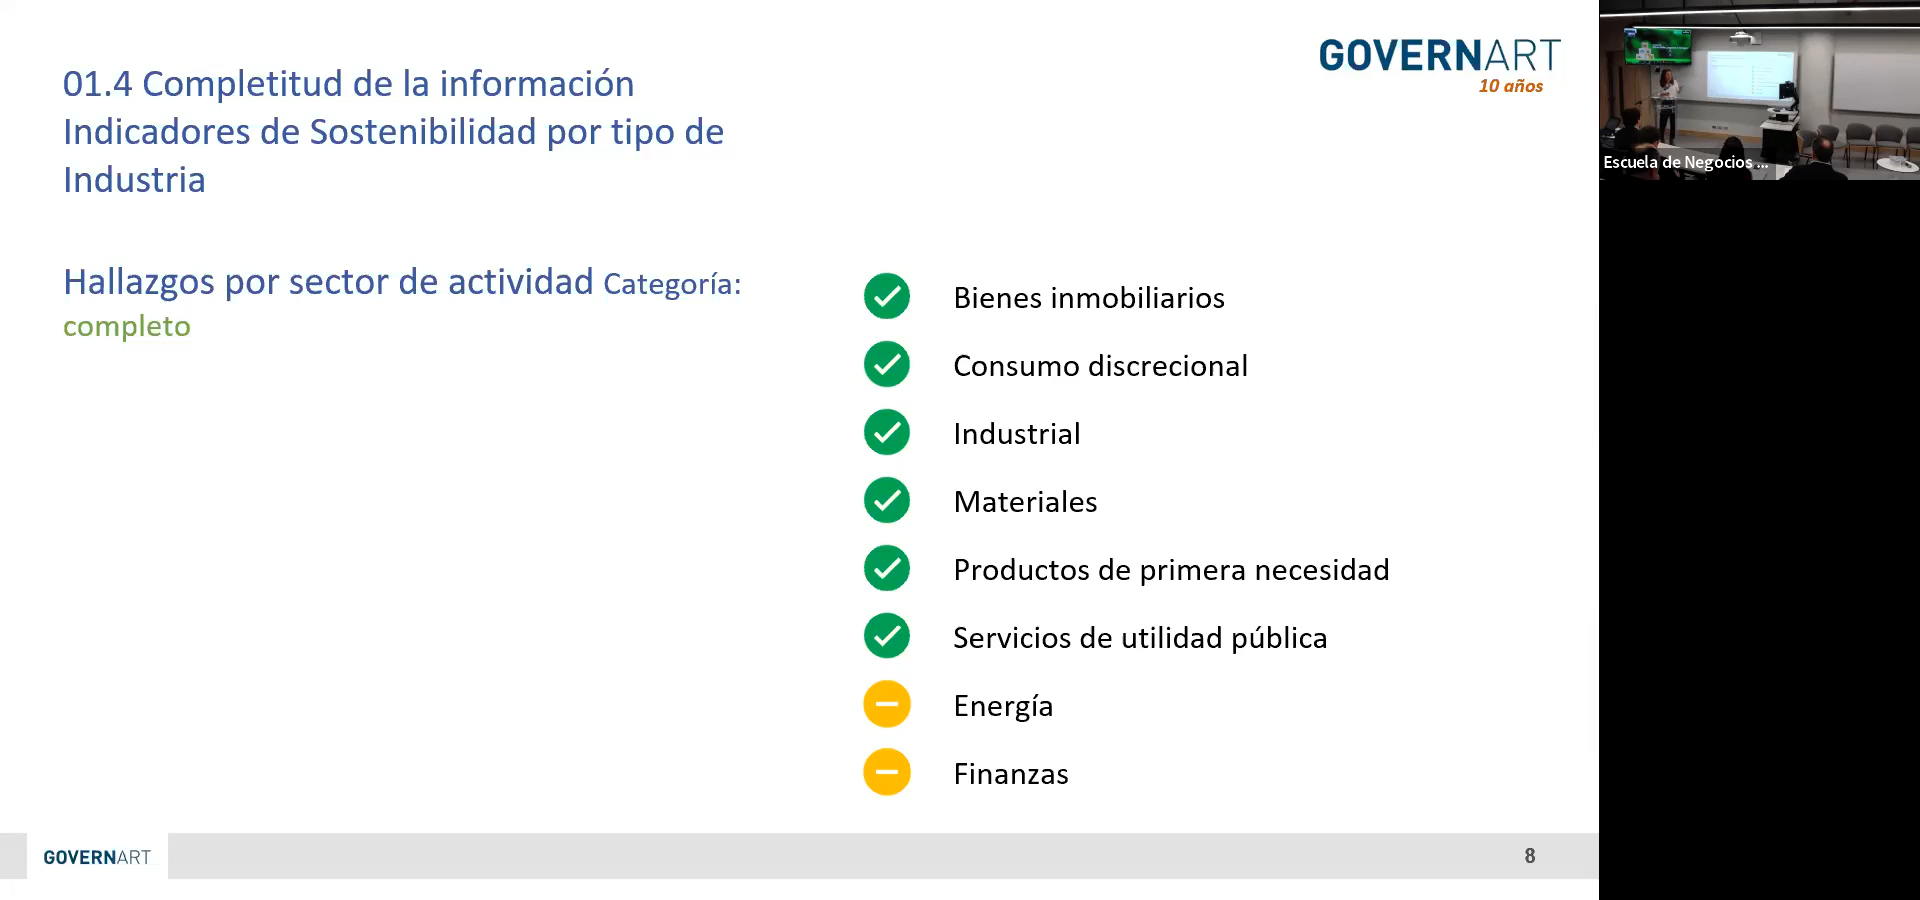 GOVERNART
10 años
01.4 Completitud de la información
Indicadores de Sostenibilidad por tipo de
Industria
Hallazgos por sector de actividad Categoría:
completo
Bienes inmobiliarios
Consumo discrecional
Industrial
Materiales
Productos de primera necesidad
Servicios de utilidad pública
Energía
Finanzas
GOVERNART
8
Escuela de Negocios ...